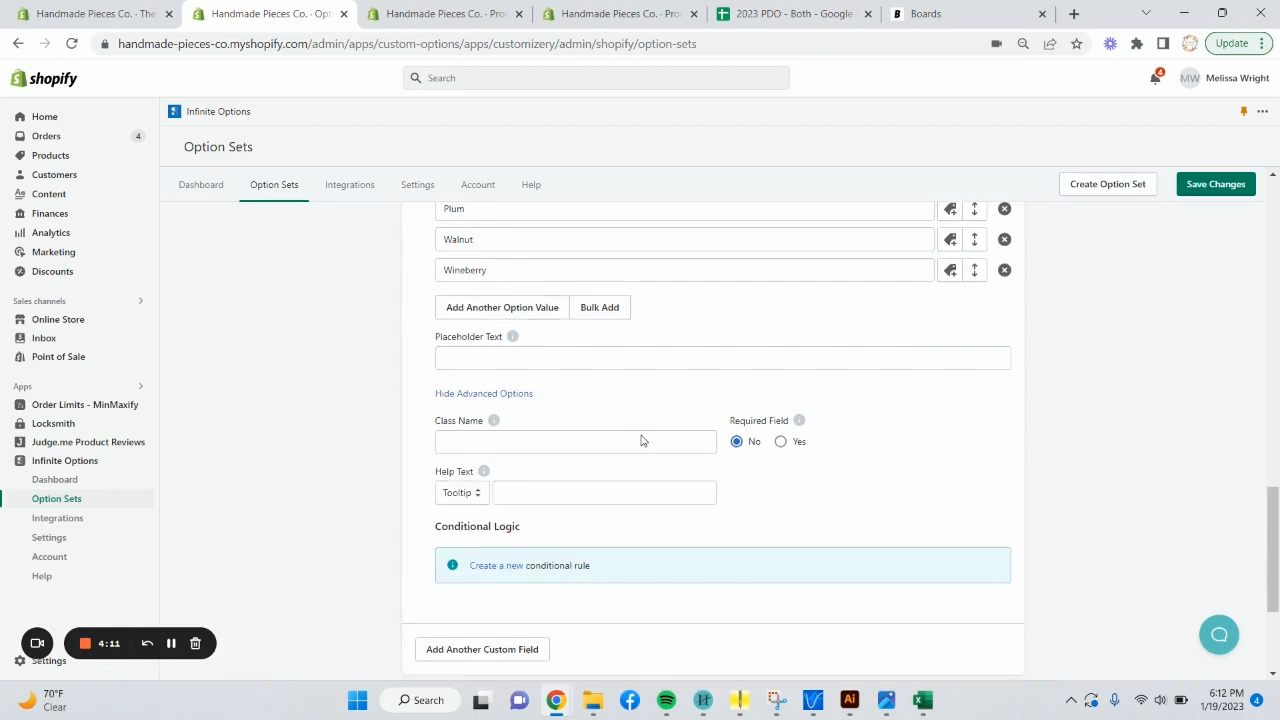 Handmade Pieces Co. · The
Handmade Pieces Co. · Opt
Handmade Pieces Co. · Pro
Handmade Pieces Co. · Pro
2023 PDO - Both - Google
Boards
handmade-pieces-co.myshopify.com/admin/apps/custom-options/apps/customizery/admin/shopify/option-sets
Update
shopify
Search
4
MW
Melissa Wright
Home
Orders
4
Products
Customers
Content
Finances
Analytics
Marketing
Discounts
Sales channels
Online Store
Inbox
Point of Sale
Apps
Order Limits - MinMaxify
Locksmith
Judge.me Product Reviews
Infinite Options
Dashboard
Option Sets
Integrations
Settings
Account
Help
Settings
4:11
Infinite Options
Option Sets
Dashboard
Option Sets
Integrations
Settings
Account
Help
Create Option Set
Save Changes
Plum
Walnut
Wineberry
Add Another Option Value
Bulk Add
Placeholder Text
Hide Advanced Options
Class Name
Required Field
No
Yes
Help Text
Tooltip
Conditional Logic
Create a new conditional rule
Add Another Custom Field
70°F
Clear
Search
Ai
6:12 PM
1/19/2023
4